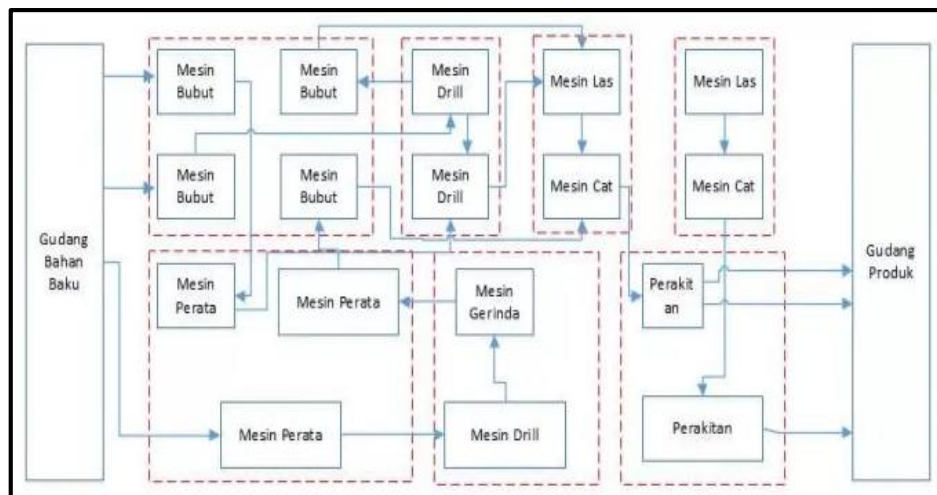 Gudang
Bahan
Baku
Mesin
Bubut
Mesin
Bubut
Mesin
Drill
Mesin Las
Mesin Las
Mesin
Bubut
Mesin
Bubut
Mesin
Drill
Mesin Cat
Mesin Cat
Mesin
Perata
Mesin Perata
Mesin
Gerinda
Perakit
an
Mesin Perata
Mesin Drill
Perakitan
Gudang
Produk